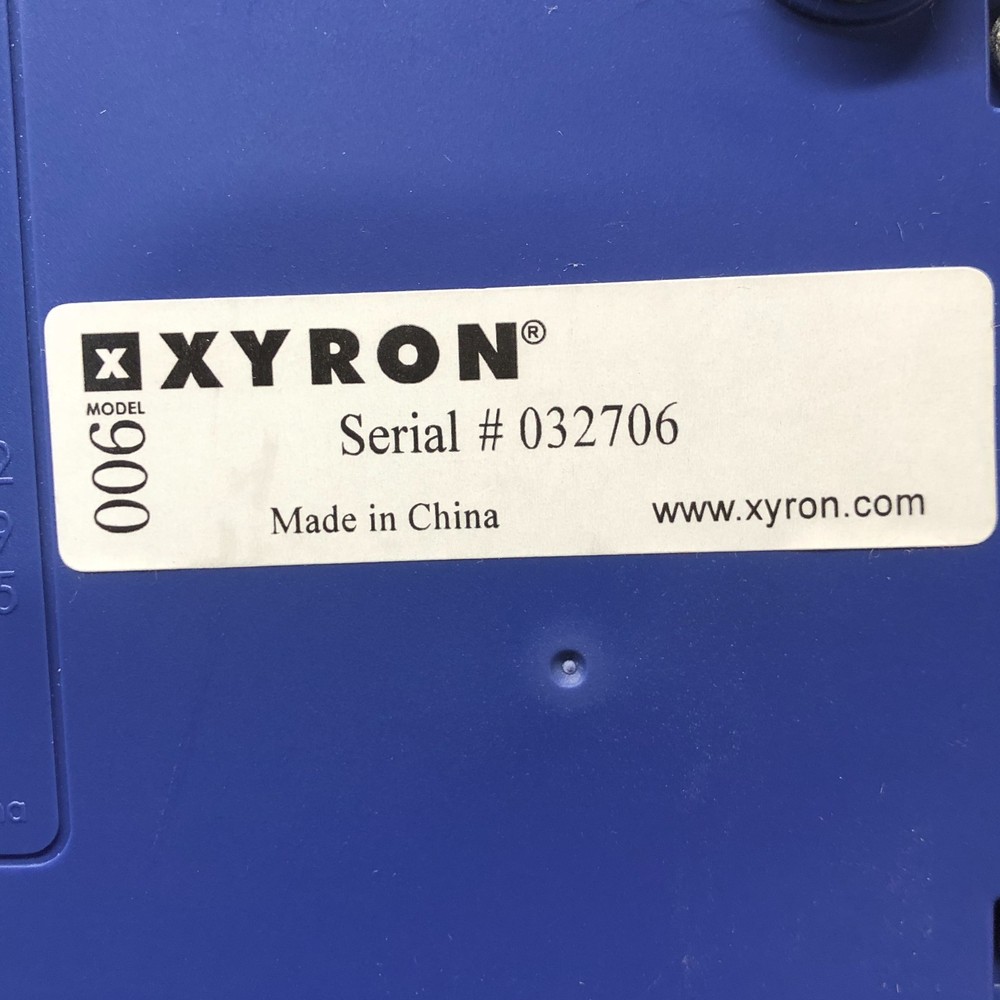 X XYRON®
MODEL
900
Serial # 032706
Made in China
www.xyron.com